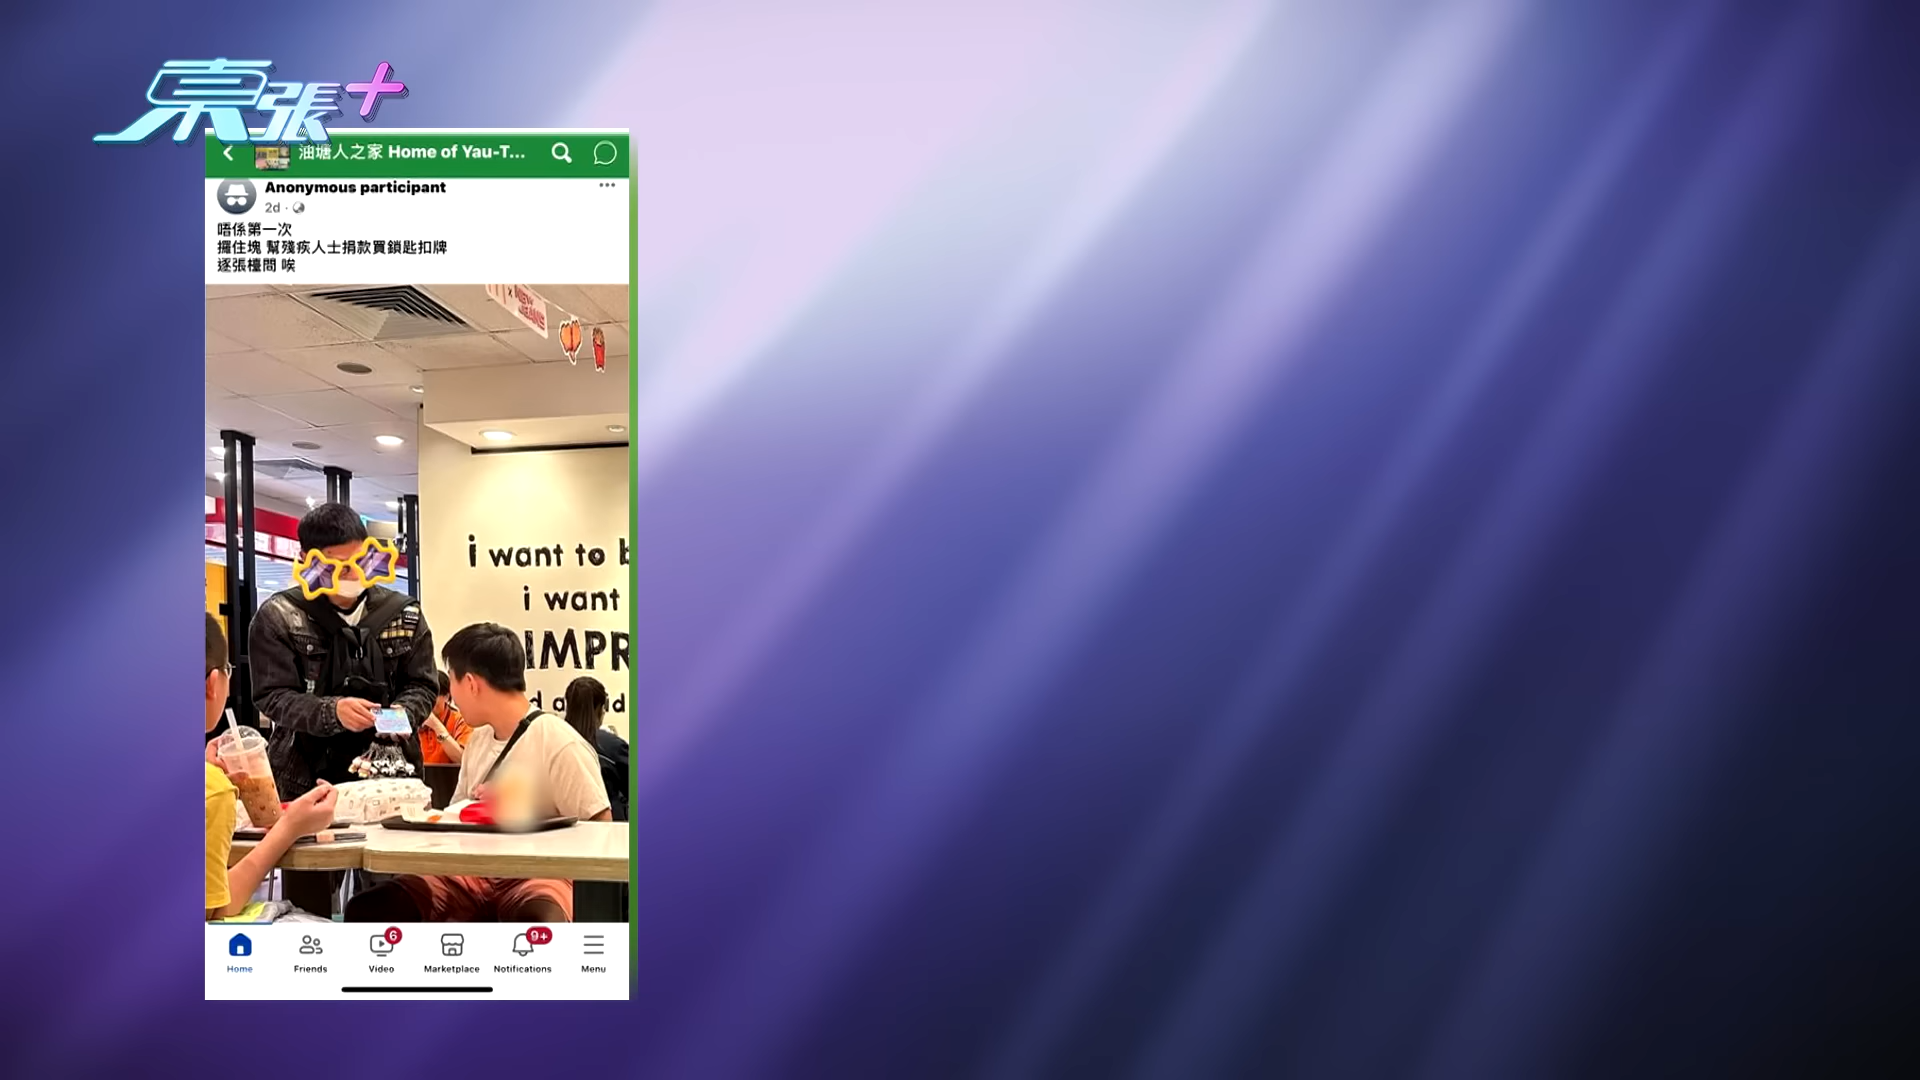 東張+
油塘人之家 Home of Yau-T...
Anonymous participant
2d
唔係第一次
攞住塊 幫殘疾人士捐款買鎖匙扣牌
逐張檯問 唉
i want to b
i want
IMPR
6
9+
Home
Friends
Video
Marketplace
Notifications
Menu